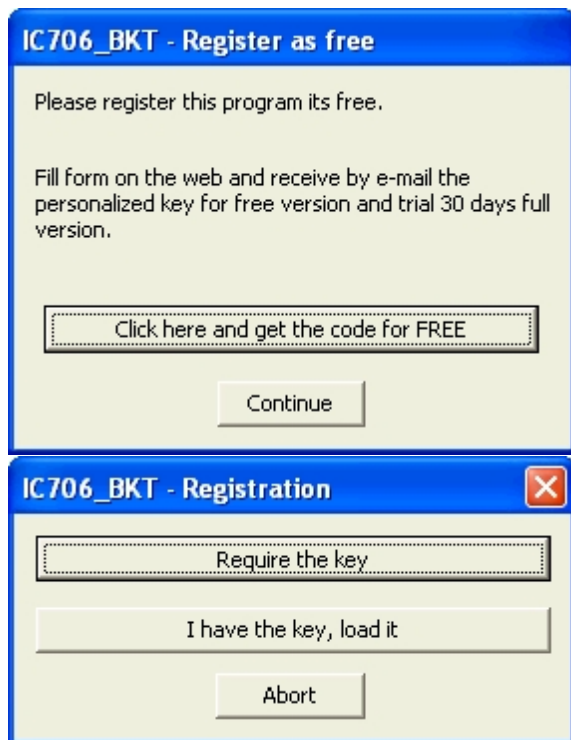 IC706_BKT - Register as free
Please register this program its free.
Fill form on the web and receive by e-mail the
personalized key for free version and trial 30 days full
version.
Click here and get the code for FREE
Continue
IC706_BKT - Registration
Require the key
I have the key, load it
Abort